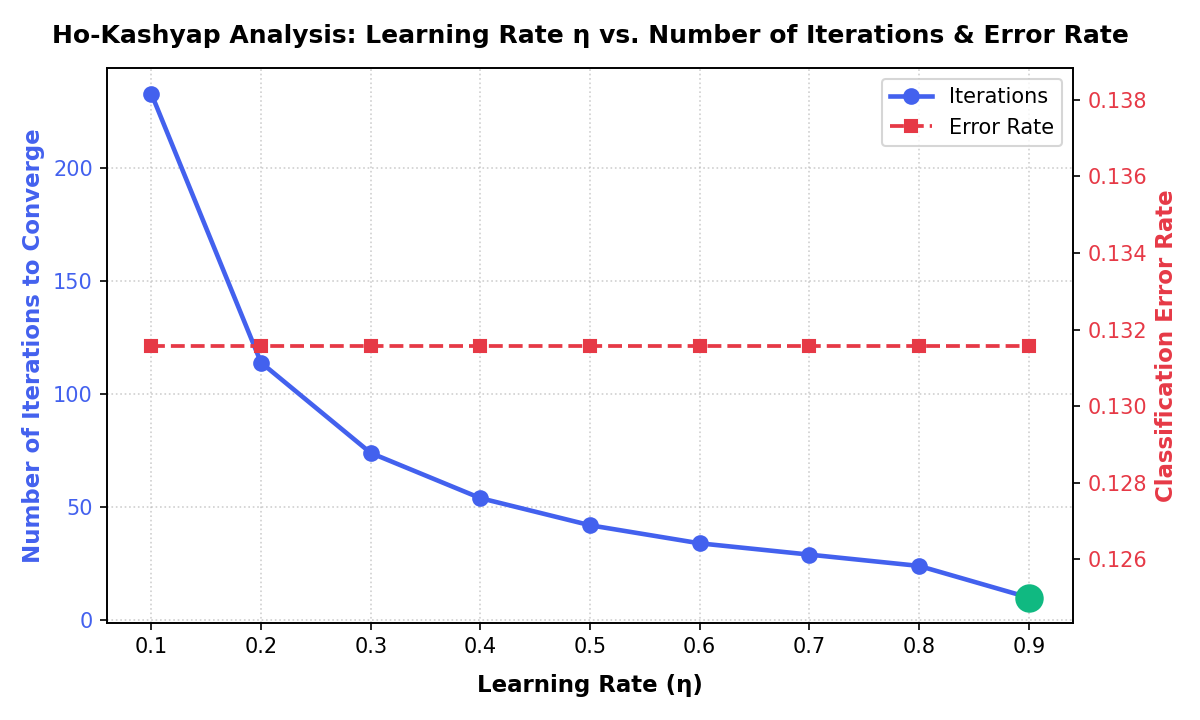 Ho-Kashyap Analysis: Learning Rate η vs. Number of Iterations & Error Rate
Iterations
Error Rate
Number of Iterations to Converge
200
150
100
50
0
0.138
0.136
0.134
0.132
0.130
0.128
0.126
Classification Error Rate
0.1 0.2 0.3 0.4 0.5 0.6 0.7 0.8 0.9
Learning Rate (η)